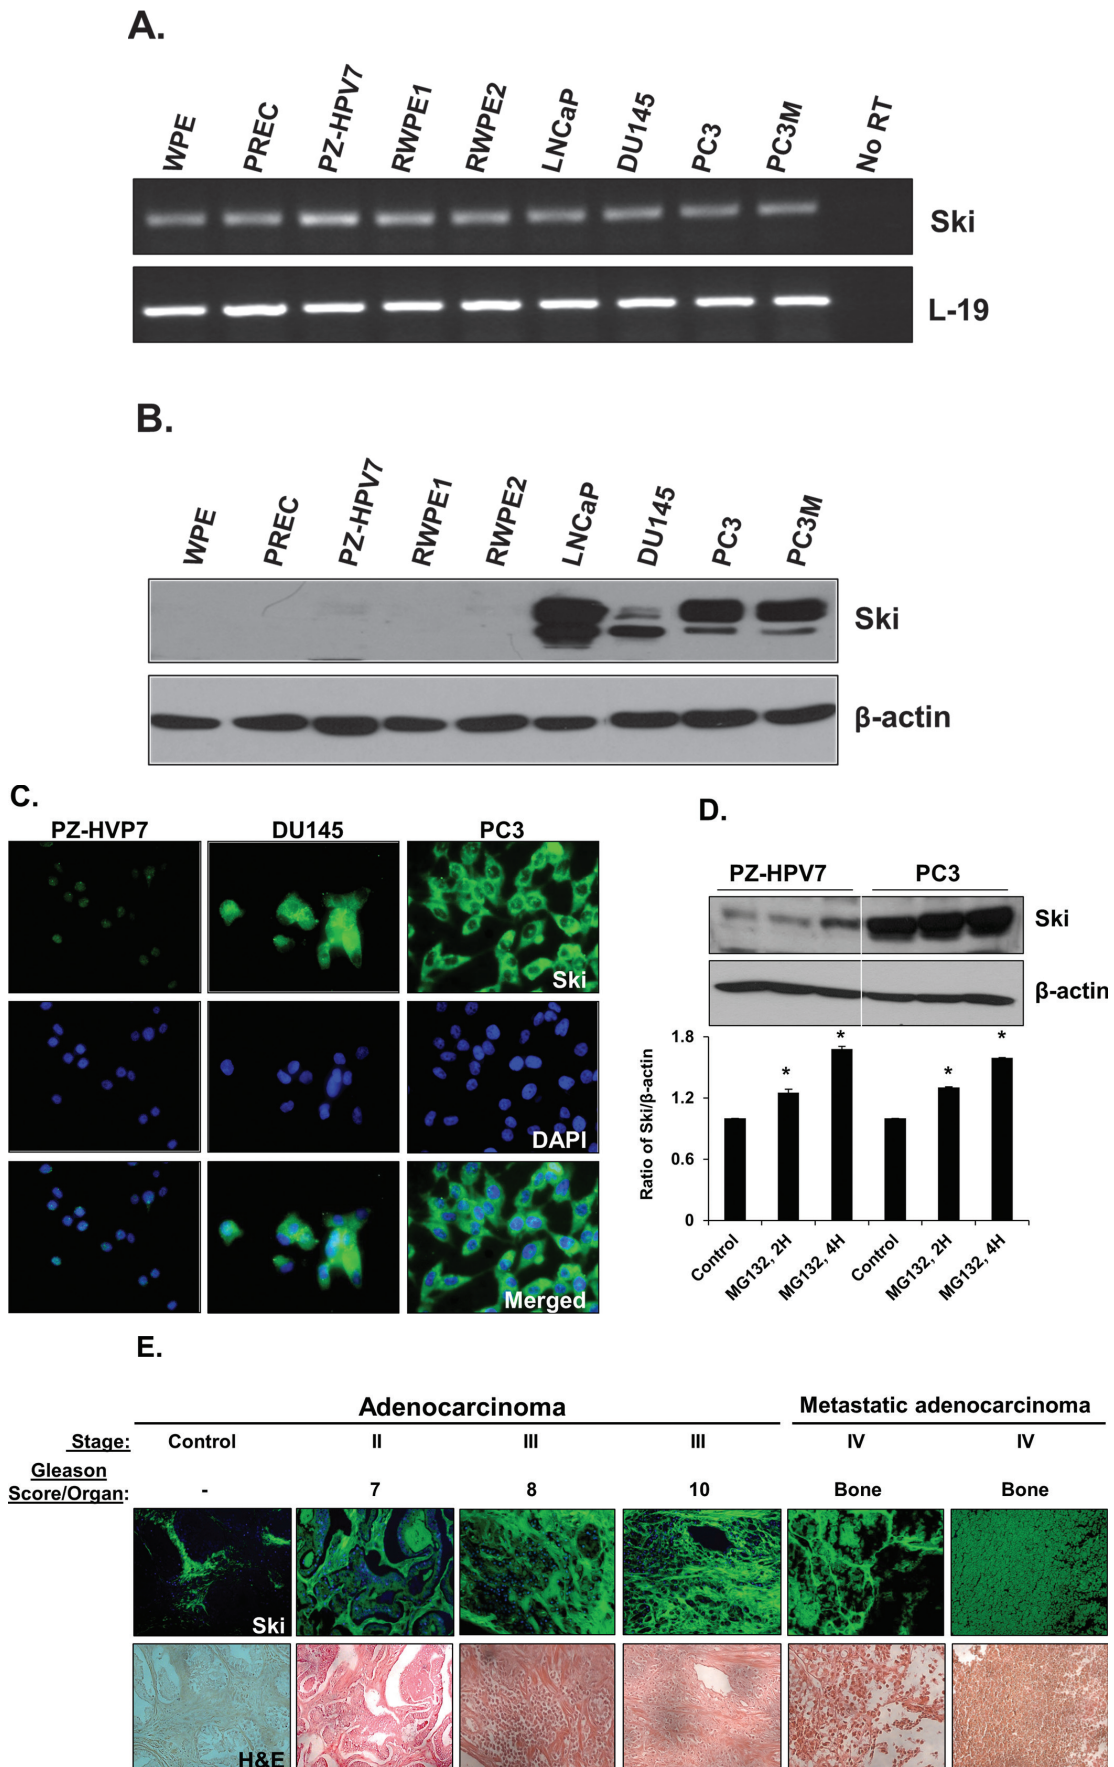 A.
WPE PREC PZ-HPV7 RWPE1 RWPE2 LNCaP DU145 PC3 PC3M No RT
Ski
L-19
B.
WPE PREC PZ-HPV7 RWPE1 RWPE2 LNCaP DU145 PC3 PC3M
Ski
β-actin
C.
PZ-HVP7 DU145 PC3
Ski
DAPI
Merged
D.
PZ-HPV7 PC3
Ski
β-actin
Ratio of Ski/β-actin
1.8
1.2
0.6
0
* * * *
Control MG132, 2H MG132, 4H Control MG132, 2H MG132, 4H
E.
Adenocarcinoma Metastatic adenocarcinoma
Stage: Control II III III IV IV
Gleason
Score/Organ: - 7 8 10 Bone Bone
Ski
H&E